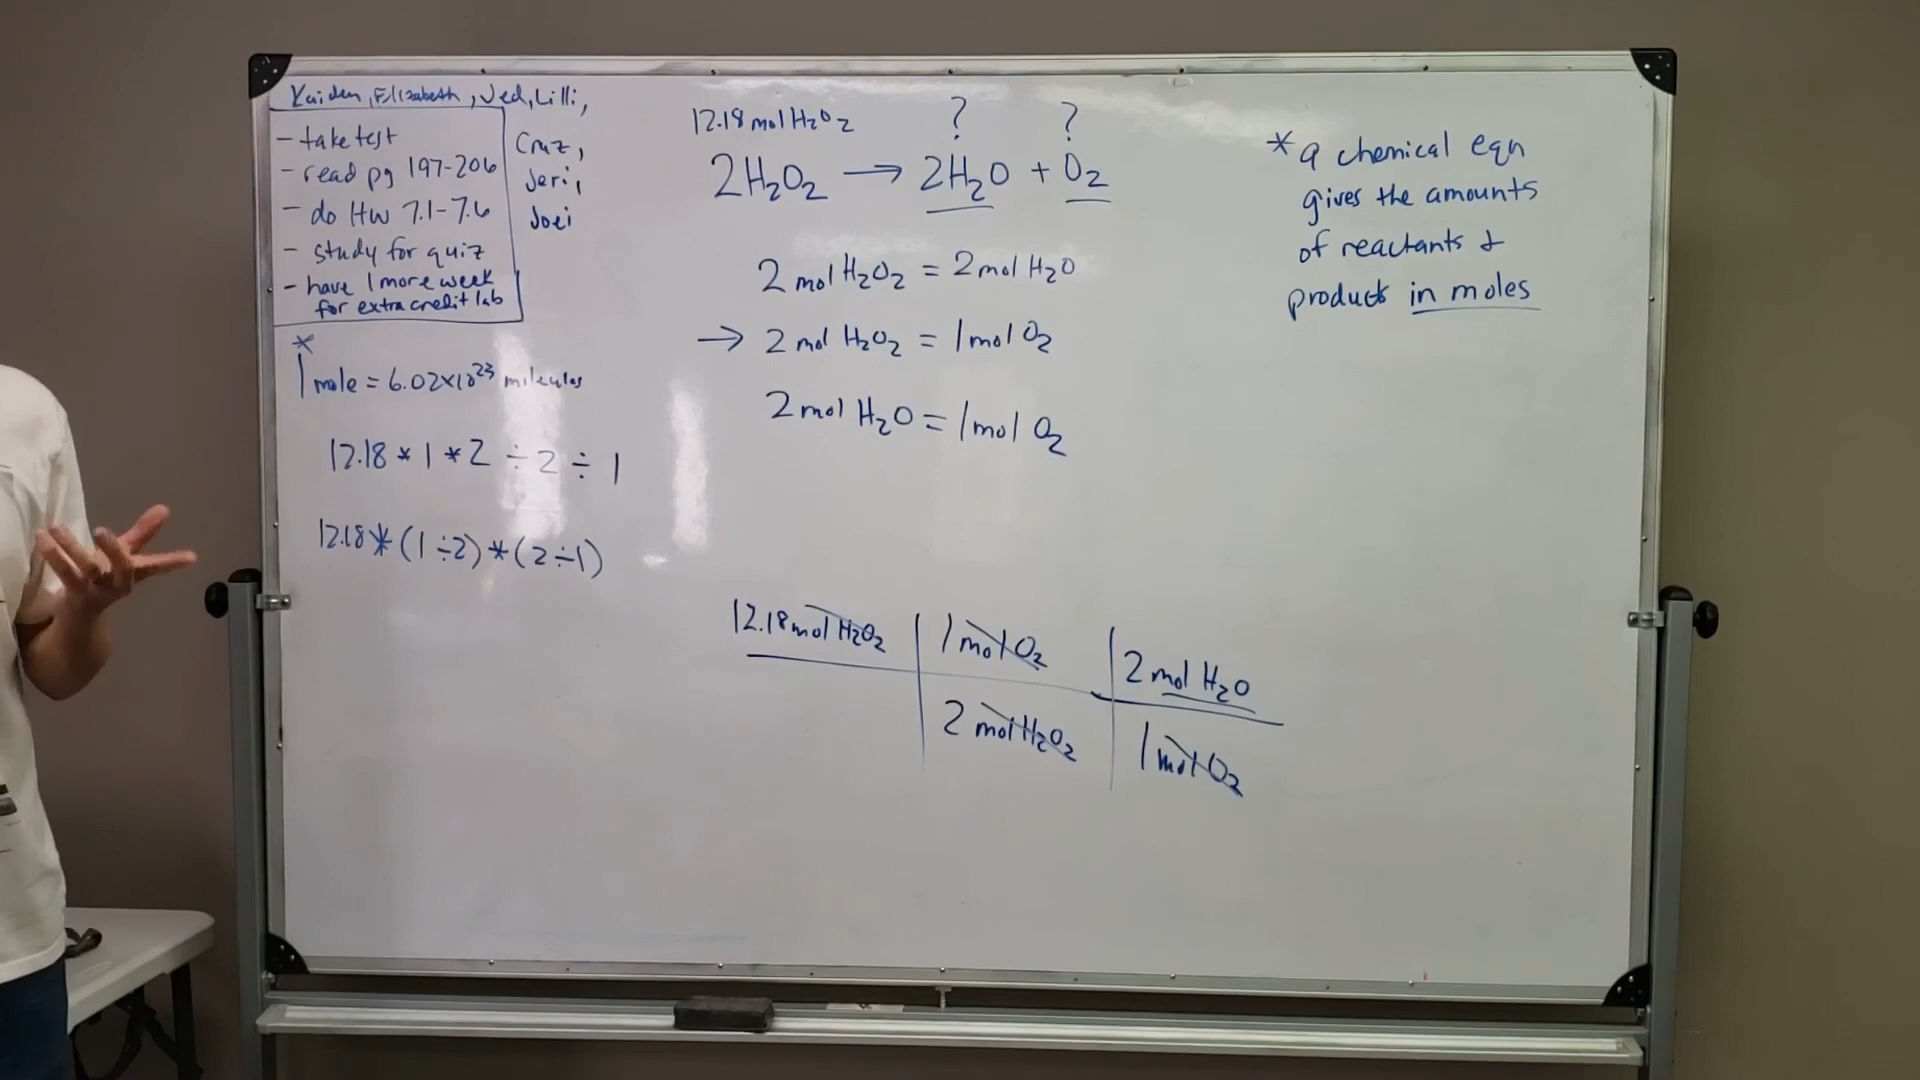 Kaiden, Elizabeth, Jed, Lilli,
Cruz,
Jeri,
Joei
- take test
- read pg 197-206
- do HW 7.1-7.6
- study for quiz
- have 1 more week
for extra credit lab
*
1 mole = 6.02×10²³ molecules
12.18 * 1 * 2 ÷ 2 ÷ 1
12.18 * (1 ÷ 2) * (2 ÷ 1)
12.18 mol H₂O₂ ? ?
2H₂O₂ → 2H₂O + O₂
2 mol H₂O₂ = 2 mol H₂O
→ 2 mol H₂O₂ = 1 mol O₂
2 mol H₂O = 1 mol O₂
12.18 mol H₂O₂ | 1 mol O₂ | 2 mol H₂O
2 mol H₂O₂ | 1 mol O₂
* a chemical eqn
gives the amounts
of reactants &
products in moles